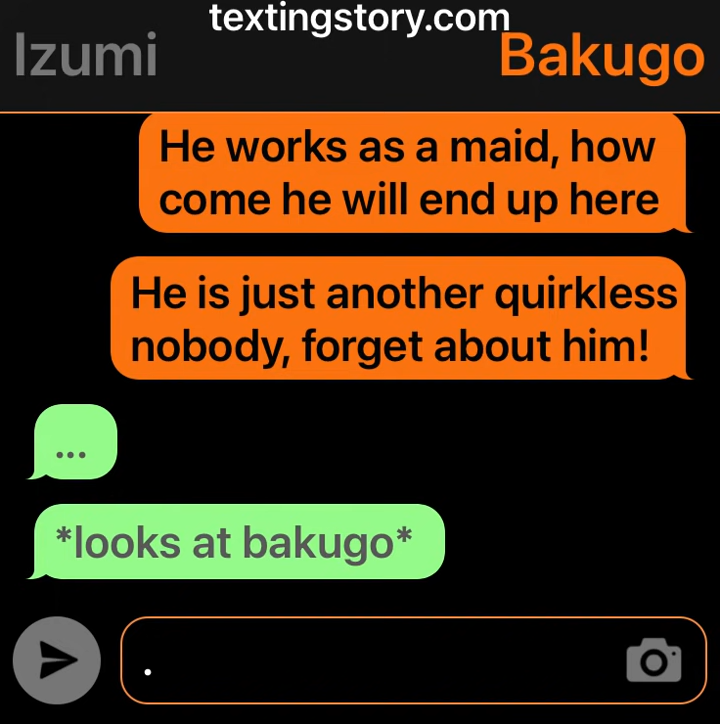 textingstory.com
Izumi
Bakugo
He works as a maid, how
come he will end up here
He is just another quirkless
nobody, forget about him!
...
*looks at bakugo*
.